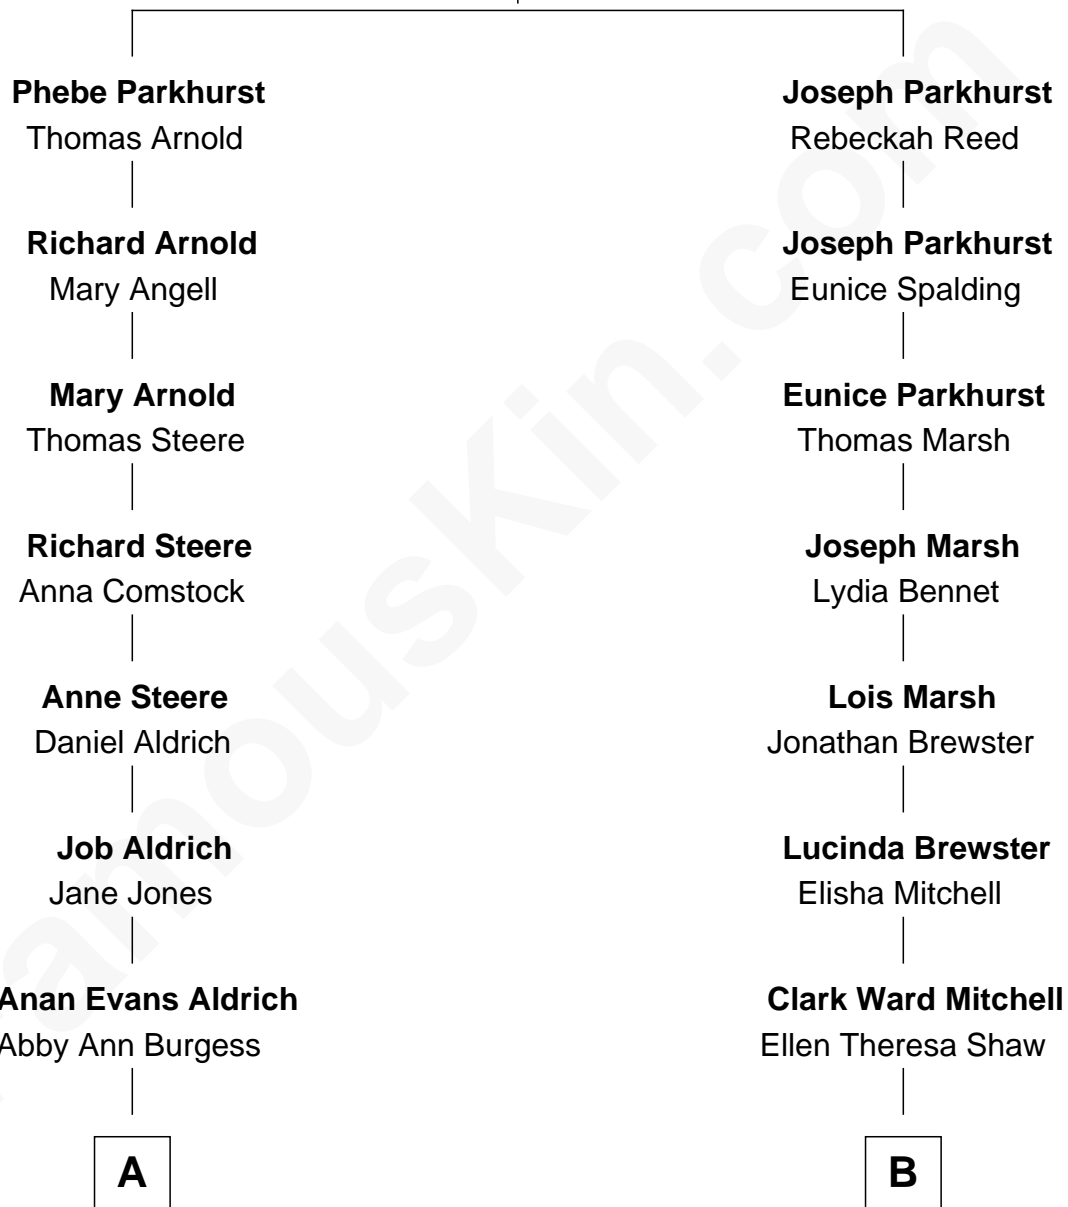 Phebe Parkhurst
Thomas Arnold
Joseph Parkhurst
Rebeckah Reed
Richard Arnold
Mary Angell
Joseph Parkhurst
Eunice Spalding
Mary Arnold
Thomas Steere
Eunice Parkhurst
Thomas Marsh
Richard Steere
Anna Comstock
Joseph Marsh
Lydia Bennet
Anne Steere
Daniel Aldrich
Lois Marsh
Jonathan Brewster
Job Aldrich
Jane Jones
Lucinda Brewster
Elisha Mitchell
Anan Evans Aldrich
Abby Ann Burgess
Clark Ward Mitchell
Ellen Theresa Shaw
A
B
FamousKin.com